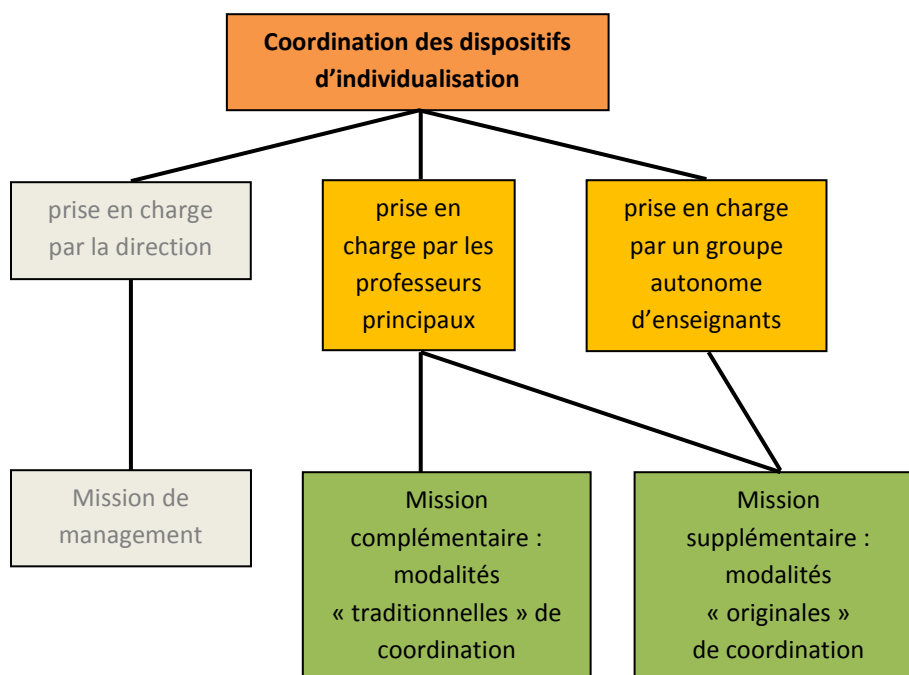 Coordination des dispositifs
d'individualisation
prise en charge
par la direction
prise en
charge par les
professeurs
principaux
prise en charge
par un groupe
autonome
d'enseignants
Mission de
management
Mission
complémentaire :
modalités
« traditionnelles » de
coordination
Mission
supplémentaire :
modalités
« originales »
de coordination